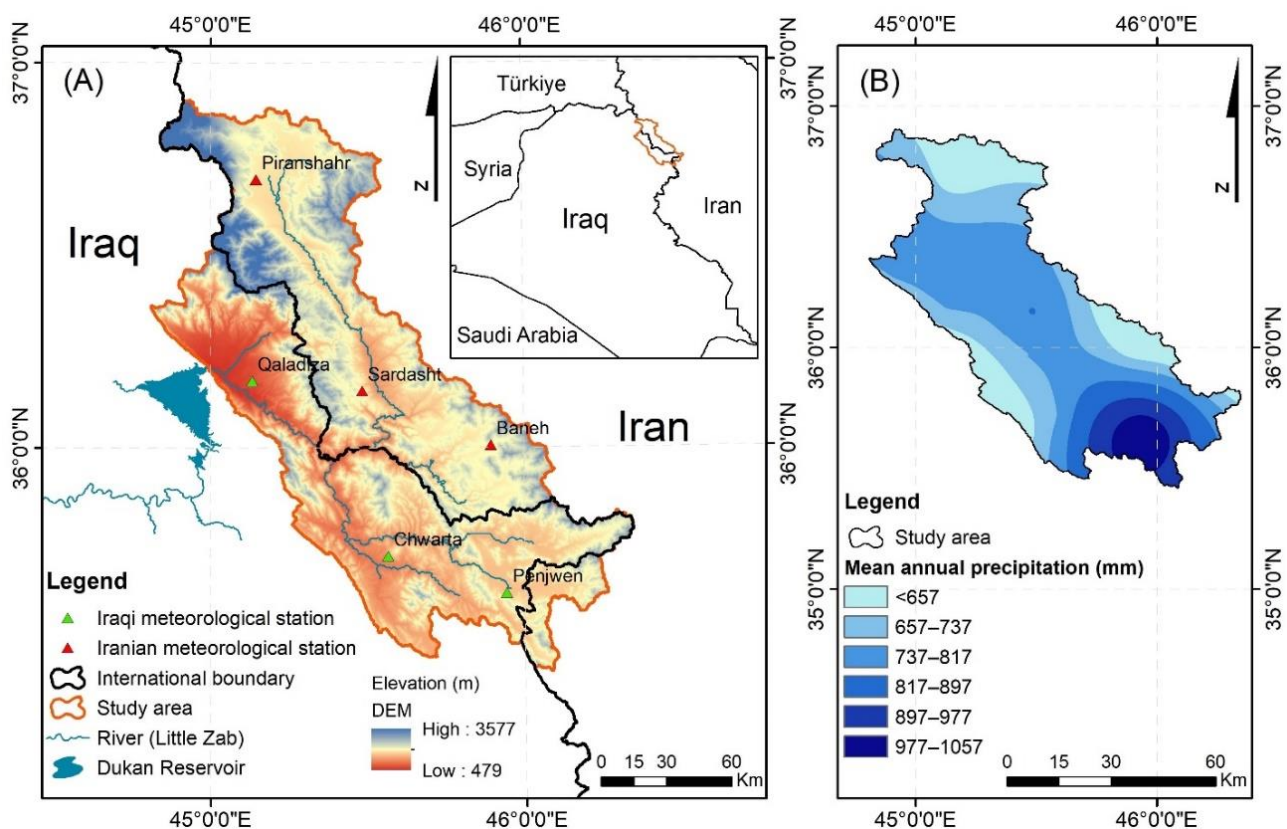 45°0'0"E
46°0'0"E
37°0'0"N
(A)
Piranshahr
Iraq
Qaladiza
Sardasht
Baneh
Iran
Chwarta
Penjwen
N
Türkiye
Syria
Iraq
Iran
Saudi Arabia
36°0'0"N
36°0'0"N
37°0'0"N
Legend
Iraqi meteorological station
Iranian meteorological station
International boundary
Study area
River (Little Zab)
Dukan Reservoir
Elevation (m)
DEM
High : 3577
Low : 479
0 15 30 60
Km
45°0'0"E
46°0'0"E
45°0'0"E
46°0'0"E
(B)
N
37°0'0"N
36°0'0"N
35°0'0"N
37°0'0"N
36°0'0"N
35°0'0"N
Legend
Study area
Mean annual precipitation (mm)
<657
657–737
737–817
817–897
897–977
977–1057
0 15 30 60
Km
45°0'0"E
46°0'0"E